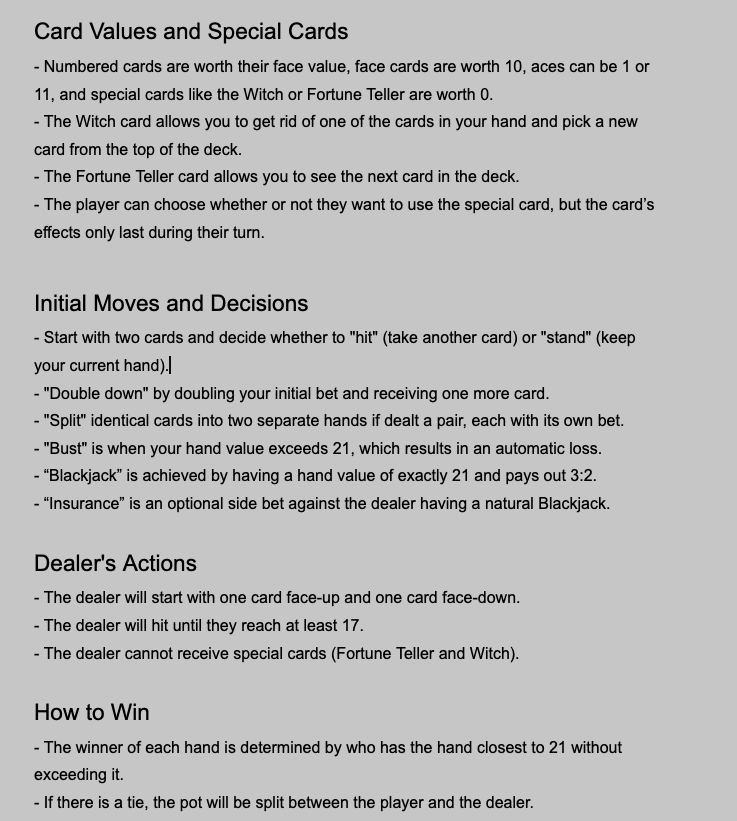 Card Values and Special Cards
- Numbered cards are worth their face value, face cards are worth 10, aces can be 1 or
11, and special cards like the Witch or Fortune Teller are worth 0.
- The Witch card allows you to get rid of one of the cards in your hand and pick a new
card from the top of the deck.
- The Fortune Teller card allows you to see the next card in the deck.
- The player can choose whether or not they want to use the special card, but the card’s
effects only last during their turn.
Initial Moves and Decisions
- Start with two cards and decide whether to "hit" (take another card) or "stand" (keep
your current hand).
- "Double down" by doubling your initial bet and receiving one more card.
- "Split" identical cards into two separate hands if dealt a pair, each with its own bet.
- "Bust" is when your hand value exceeds 21, which results in an automatic loss.
- “Blackjack” is achieved by having a hand value of exactly 21 and pays out 3:2.
- “Insurance” is an optional side bet against the dealer having a natural Blackjack.
Dealer's Actions
- The dealer will start with one card face-up and one card face-down.
- The dealer will hit until they reach at least 17.
- The dealer cannot receive special cards (Fortune Teller and Witch).
How to Win
- The winner of each hand is determined by who has the hand closest to 21 without
exceeding it.
- If there is a tie, the pot will be split between the player and the dealer.